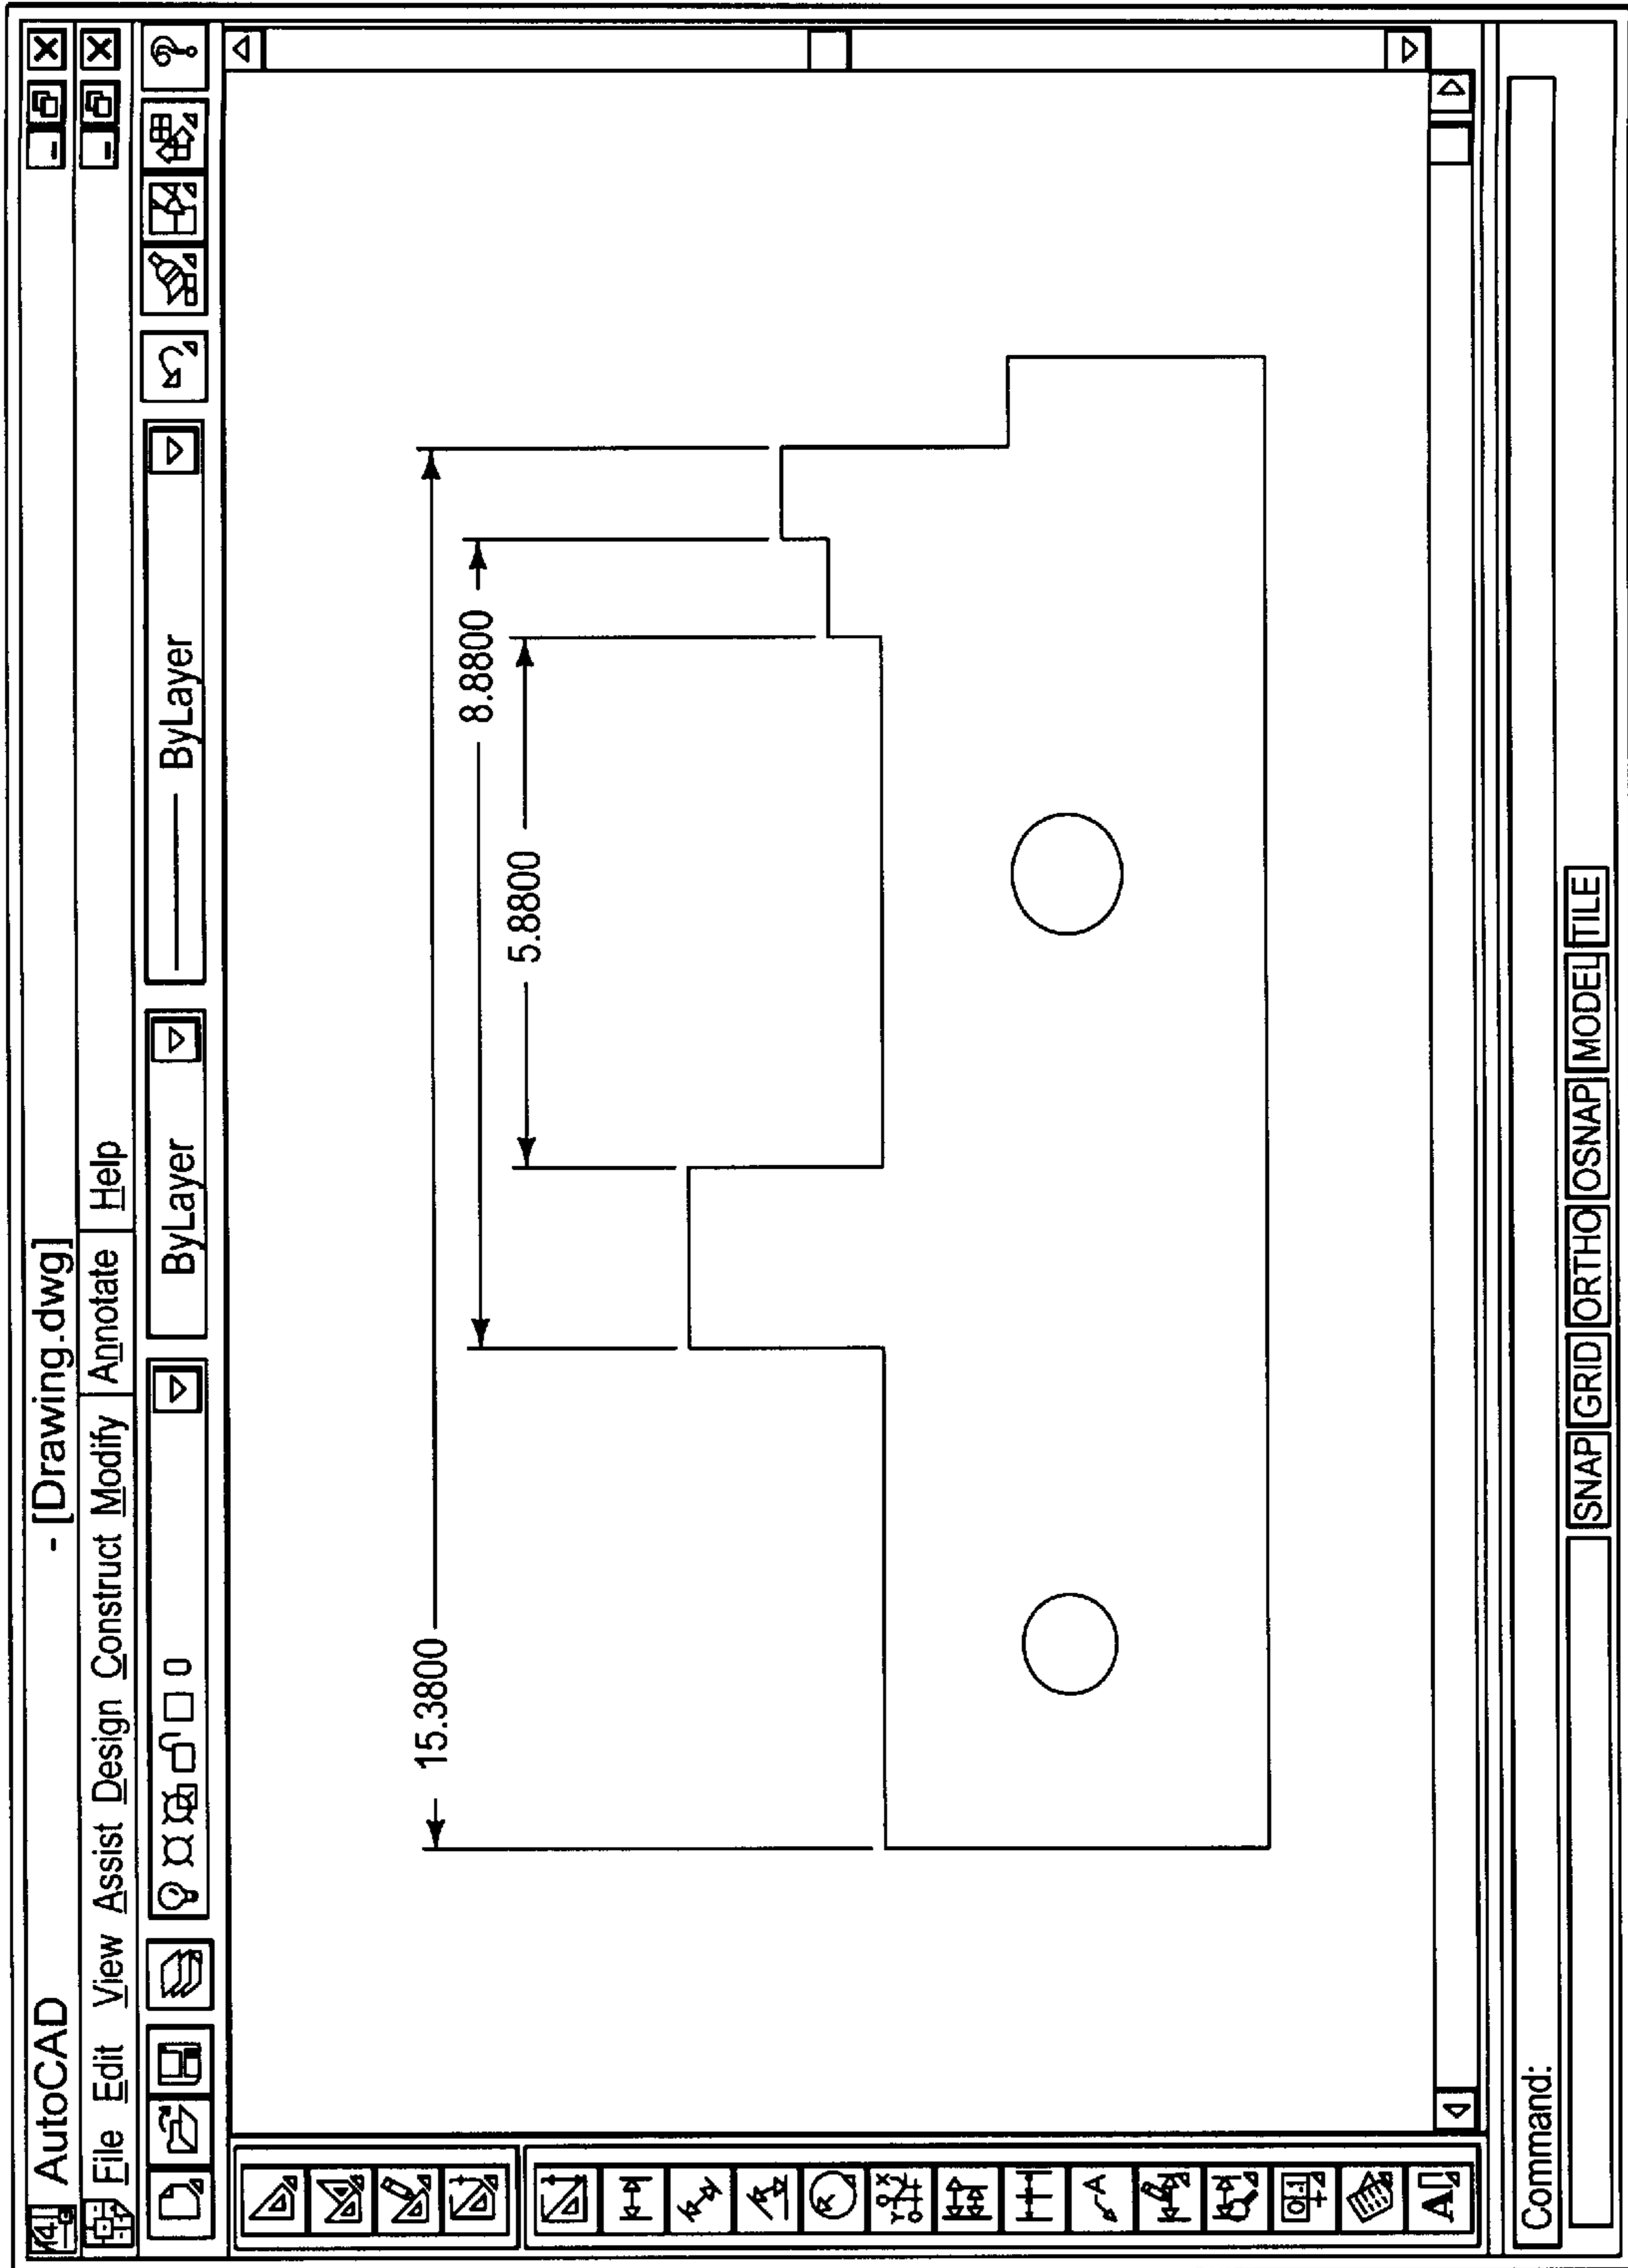 AutoCAD - [Drawing.dwg]
File Edit View Assist Design Construct Modify Annotate Help
0 ByLayer ByLayer
15.3800
8.8800
5.8800
A
A
Command:
SNAP GRID ORTHO OSNAP MODEL TILE